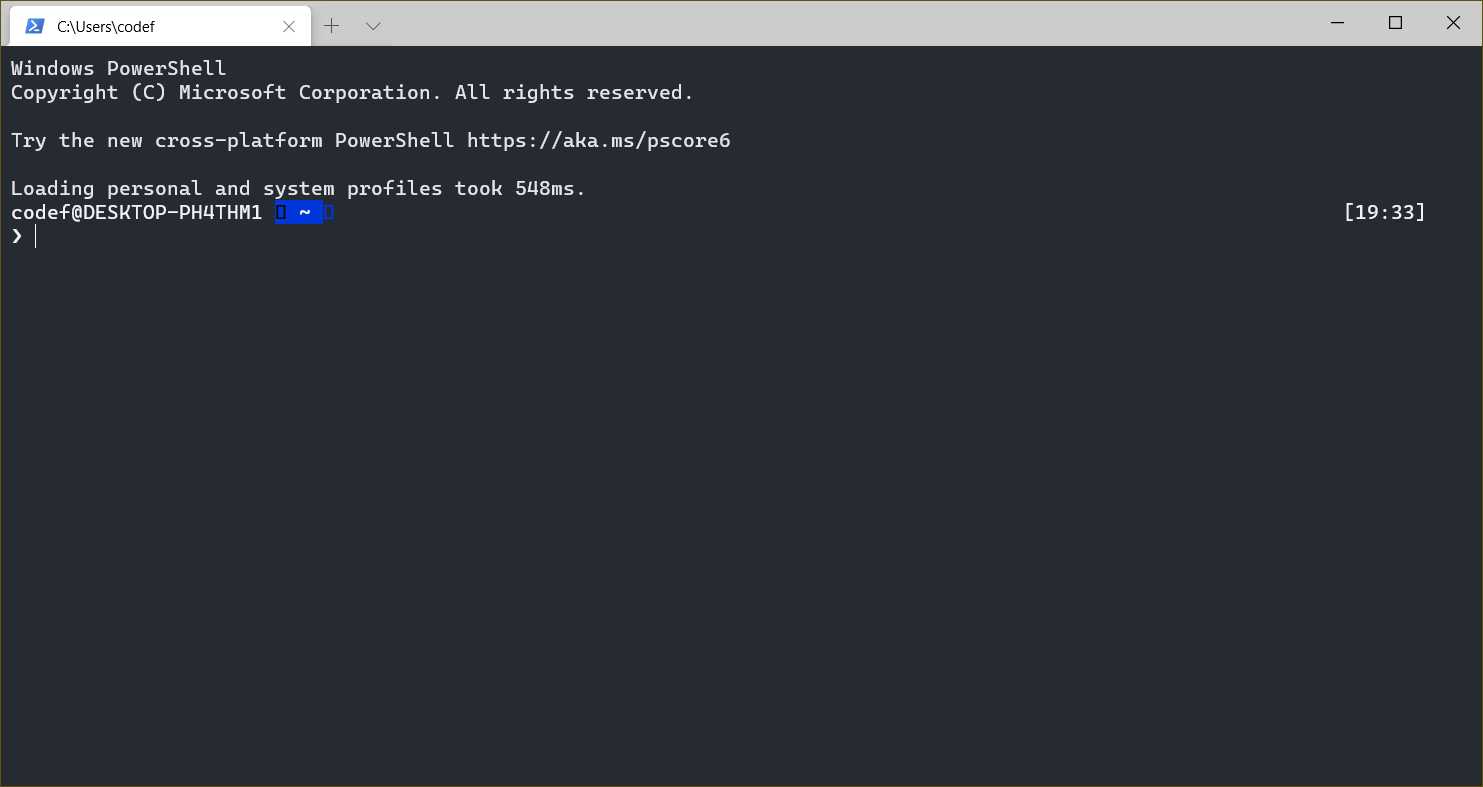 C:\Users\codef
Windows PowerShell
Copyright (C) Microsoft Corporation. All rights reserved.
Try the new cross-platform PowerShell https://aka.ms/pscore6
Loading personal and system profiles took 548ms.
codef@DESKTOP-PH4THM1 ▯ ~ ▯ [19:33]
❯